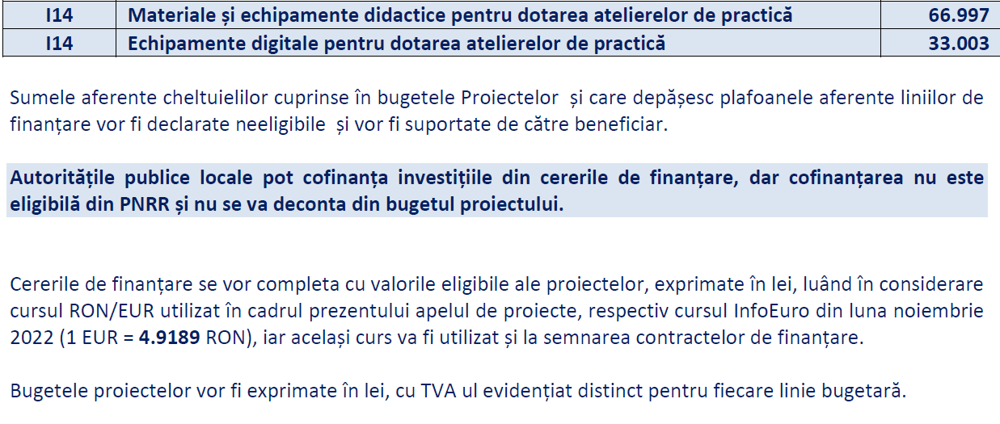 I14 Materiale și echipamente didactice pentru dotarea atelierelor de practică 66.997
I14 Echipamente digitale pentru dotarea atelierelor de practică 33.003
Sumele aferente cheltuielilor cuprinse în bugetele Proiectelor și care depășesc plafoanele aferente liniilor de
finanțare vor fi declarate neeligibile și vor fi suportate de către beneficiar.
Autoritățile publice locale pot cofinanța investițiile din cererile de finanțare, dar cofinanțarea nu este
eligibilă din PNRR și nu se va deconta din bugetul proiectului.
Cererile de finanțare se vor completa cu valorile eligibile ale proiectelor, exprimate în lei, luând în considerare
cursul RON/EUR utilizat în cadrul prezentului apelul de proiecte, respectiv cursul InfoEuro din luna noiembrie
2022 (1 EUR = 4.9189 RON), iar același curs va fi utilizat și la semnarea contractelor de finanțare.
Bugetele proiectelor vor fi exprimate în lei, cu TVA ul evidențiat distinct pentru fiecare linie bugetară.